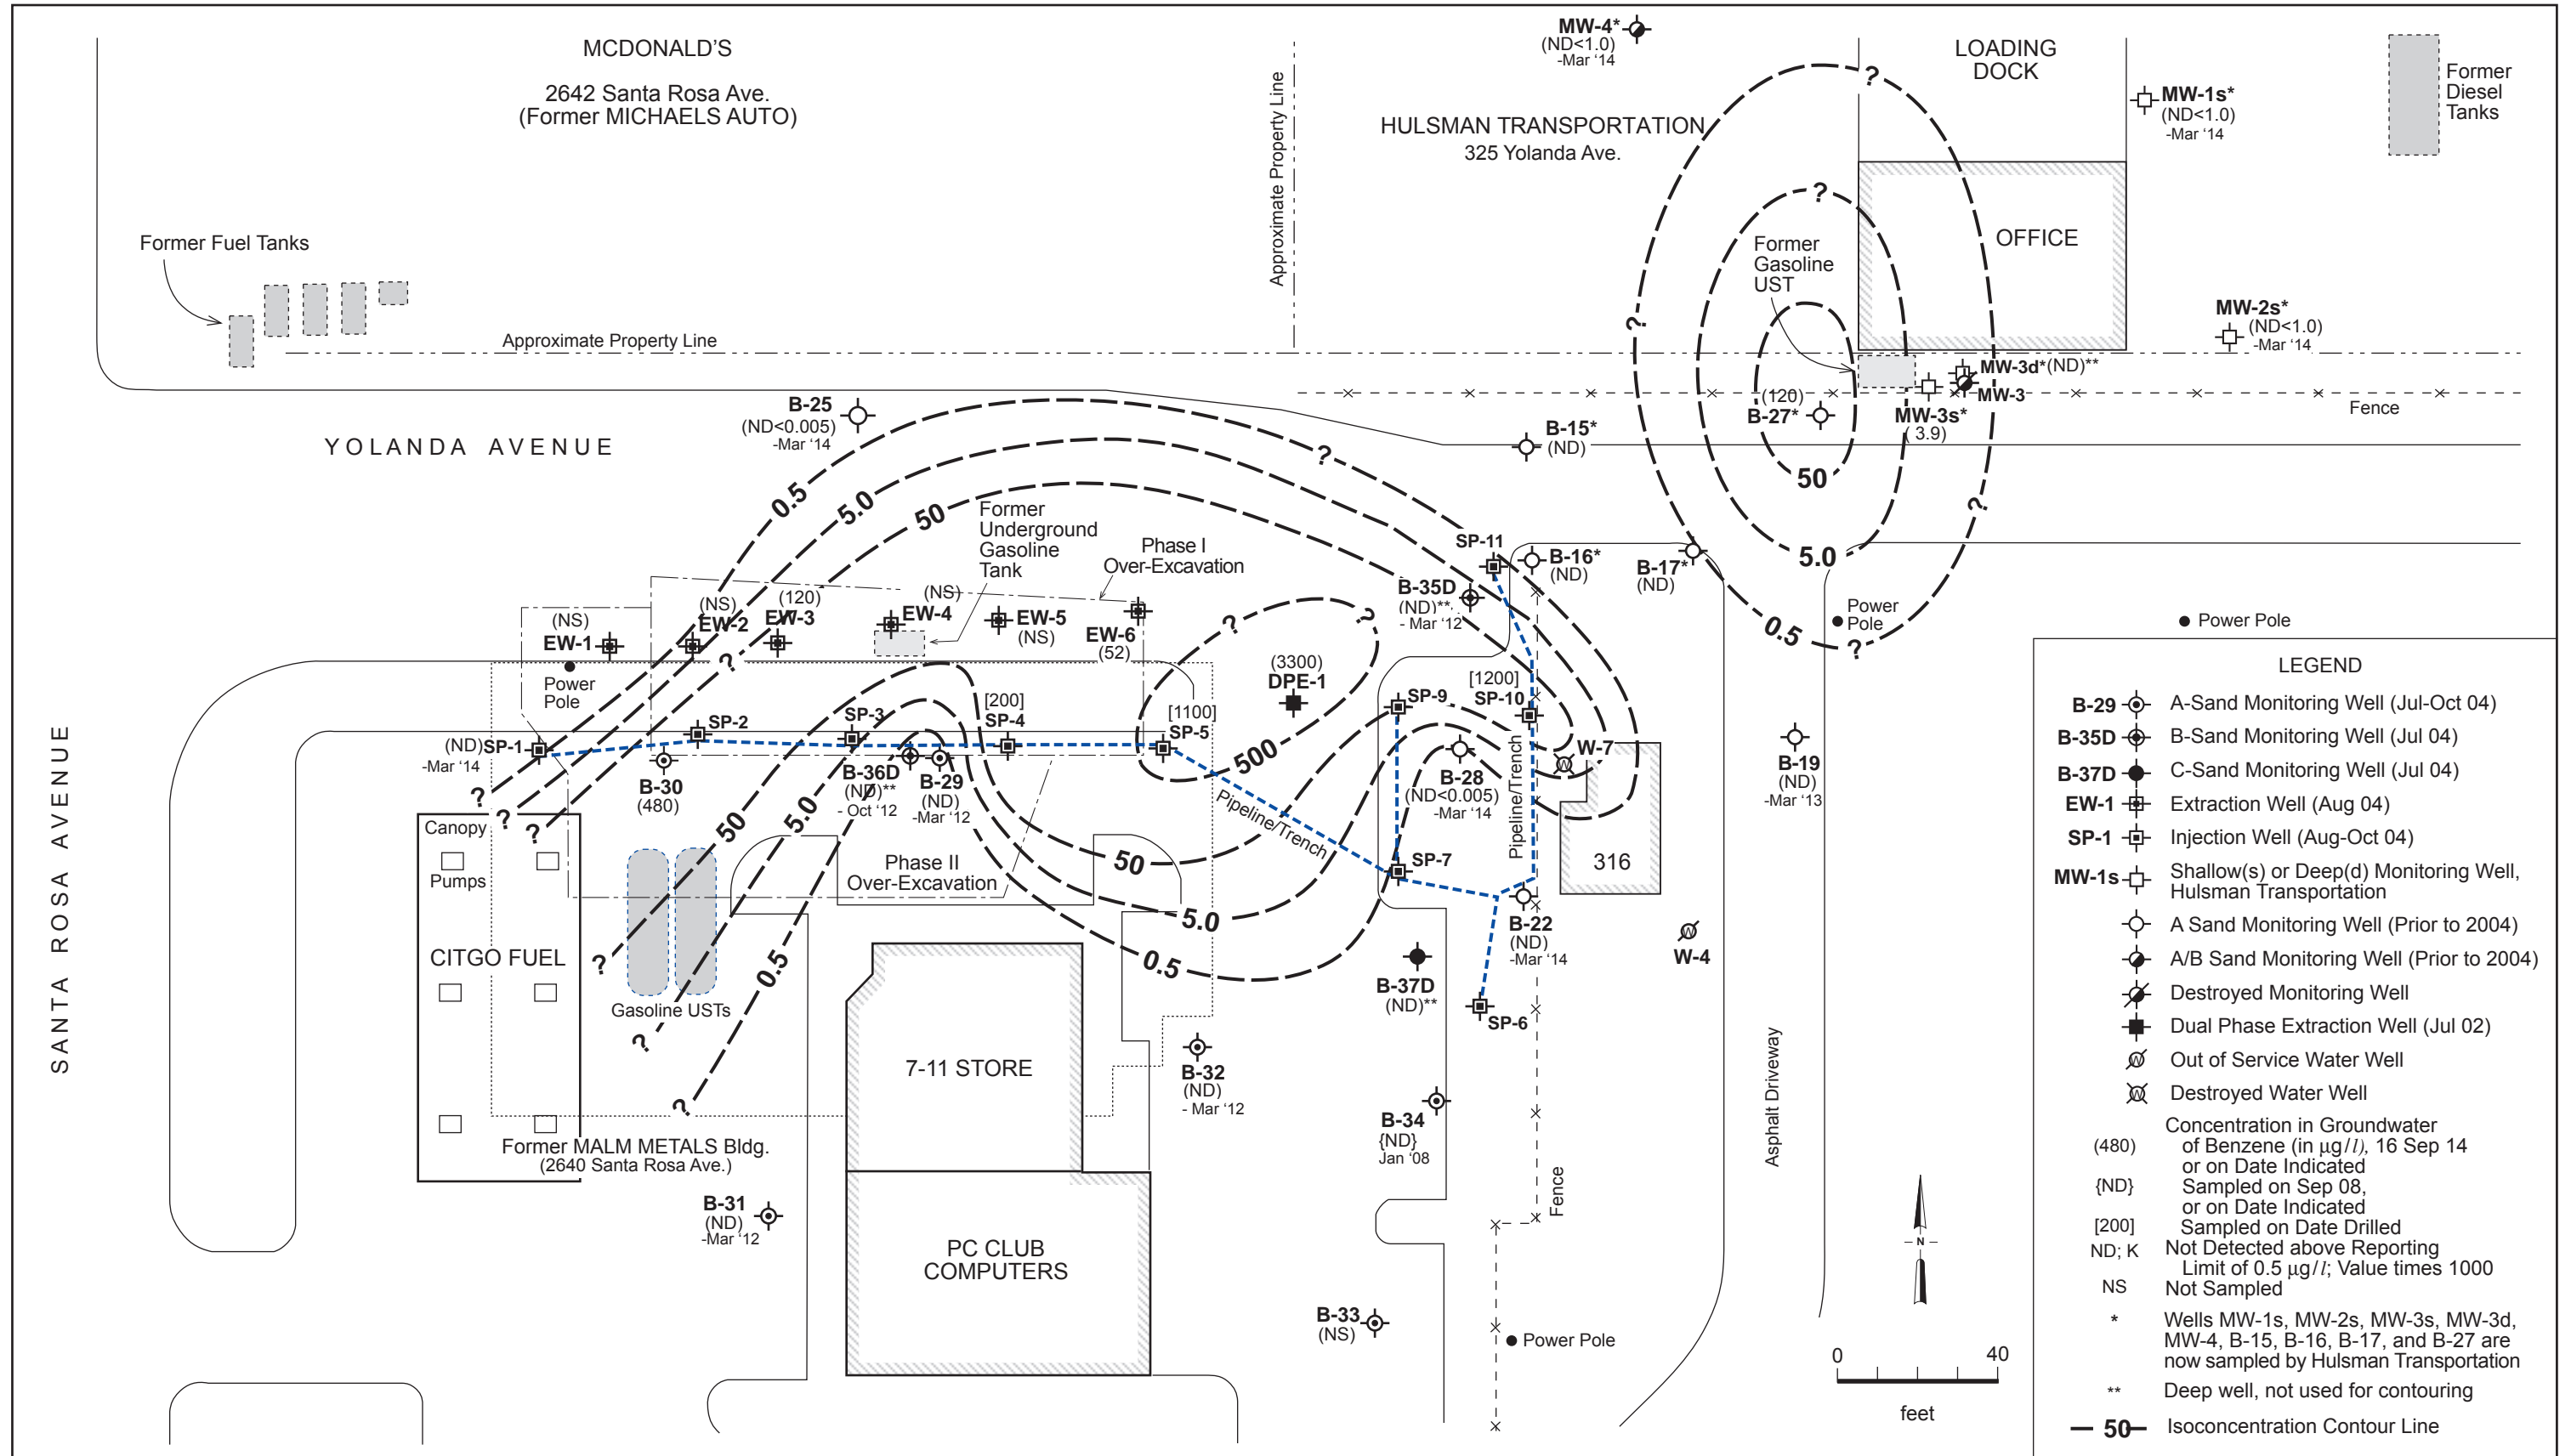 MCDONALD'S
2642 Santa Rosa Ave.
(Former MICHAELS AUTO)
Approximate Property Line
MW-4*
(ND<1.0)
-Mar '14
HULSMAN TRANSPORTATION
325 Yolanda Ave.
LOADING
DOCK
?
MW-1s*
(ND<1.0)
-Mar '14
Former
Diesel
Tanks
?
OFFICE
Former
Gasoline
UST
Former Fuel Tanks
Approximate Property Line
?
MW-2s*
(ND<1.0)
-Mar '14
MW-3d*(ND)**
MW-3
MW-3s*
( 3.9)
(120)
B-27*
Fence
B-25
(ND<0.005)
-Mar '14
YOLANDA AVENUE
B-15*
(ND)
?
50
?
0.5
5.0
50
Former
Underground
Gasoline
Tank
Phase I
Over-Excavation
SP-11
B-16*
(ND)
B-17*
(ND)
5.0
B-35D
(ND)**
- Mar '12
(NS)
EW-1
(NS)
EW-2
(120)
EW-3
(NS)
EW-4
EW-5
(NS)
EW-6
(52)
?
?
?
0.5
?
Power
Pole
Power Pole
Power
Pole
(3300)
DPE-1
[1200]
SP-10
SP-9
(ND)
SP-1
-Mar '14
SP-2
SP-3
[200]
SP-4
[1100]
SP-5
500
W-7
B-19
(ND)
-Mar '13
B-30
(480)
B-36D
(ND)**
- Oct '12
B-29
(ND)
-Mar '12
B-28
(ND<0.005)
-Mar '14
Pipeline/Trench
Pipeline/Trench
?
?
?
Canopy
Pumps
50
5.0
Phase II
Over-Excavation
50
SP-7
316
5.0
B-22
(ND)
-Mar '14
W-4
CITGO FUEL
?
0.5
0.5
B-37D
(ND)**
Gasoline USTs
SP-6
?
SANTA ROSA AVENUE
7-11 STORE
B-32
(ND)
- Mar '12
?
B-34
{ND}
Jan '08
Asphalt Driveway
Former MALM METALS Bldg.
(2640 Santa Rosa Ave.)
Fence
B-31
(ND)
-Mar '12
PC CLUB
COMPUTERS
B-33
(NS)
Power Pole
N
0 40
feet
LEGEND
B-29 A-Sand Monitoring Well (Jul-Oct 04)
B-35D B-Sand Monitoring Well (Jul 04)
B-37D C-Sand Monitoring Well (Jul 04)
EW-1 Extraction Well (Aug 04)
SP-1 Injection Well (Aug-Oct 04)
MW-1s Shallow(s) or Deep(d) Monitoring Well,
Hulsman Transportation
A Sand Monitoring Well (Prior to 2004)
A/B Sand Monitoring Well (Prior to 2004)
Destroyed Monitoring Well
Dual Phase Extraction Well (Jul 02)
Out of Service Water Well
Destroyed Water Well
Concentration in Groundwater
(480) of Benzene (in µg/l), 16 Sep 14
or on Date Indicated
{ND} Sampled on Sep 08,
or on Date Indicated
[200] Sampled on Date Drilled
ND; K Not Detected above Reporting
Limit of 0.5 µg/l; Value times 1000
NS Not Sampled
* Wells MW-1s, MW-2s, MW-3s, MW-3d,
MW-4, B-15, B-16, B-17, and B-27 are
now sampled by Hulsman Transportation
** Deep well, not used for contouring
50 Isoconcentration Contour Line